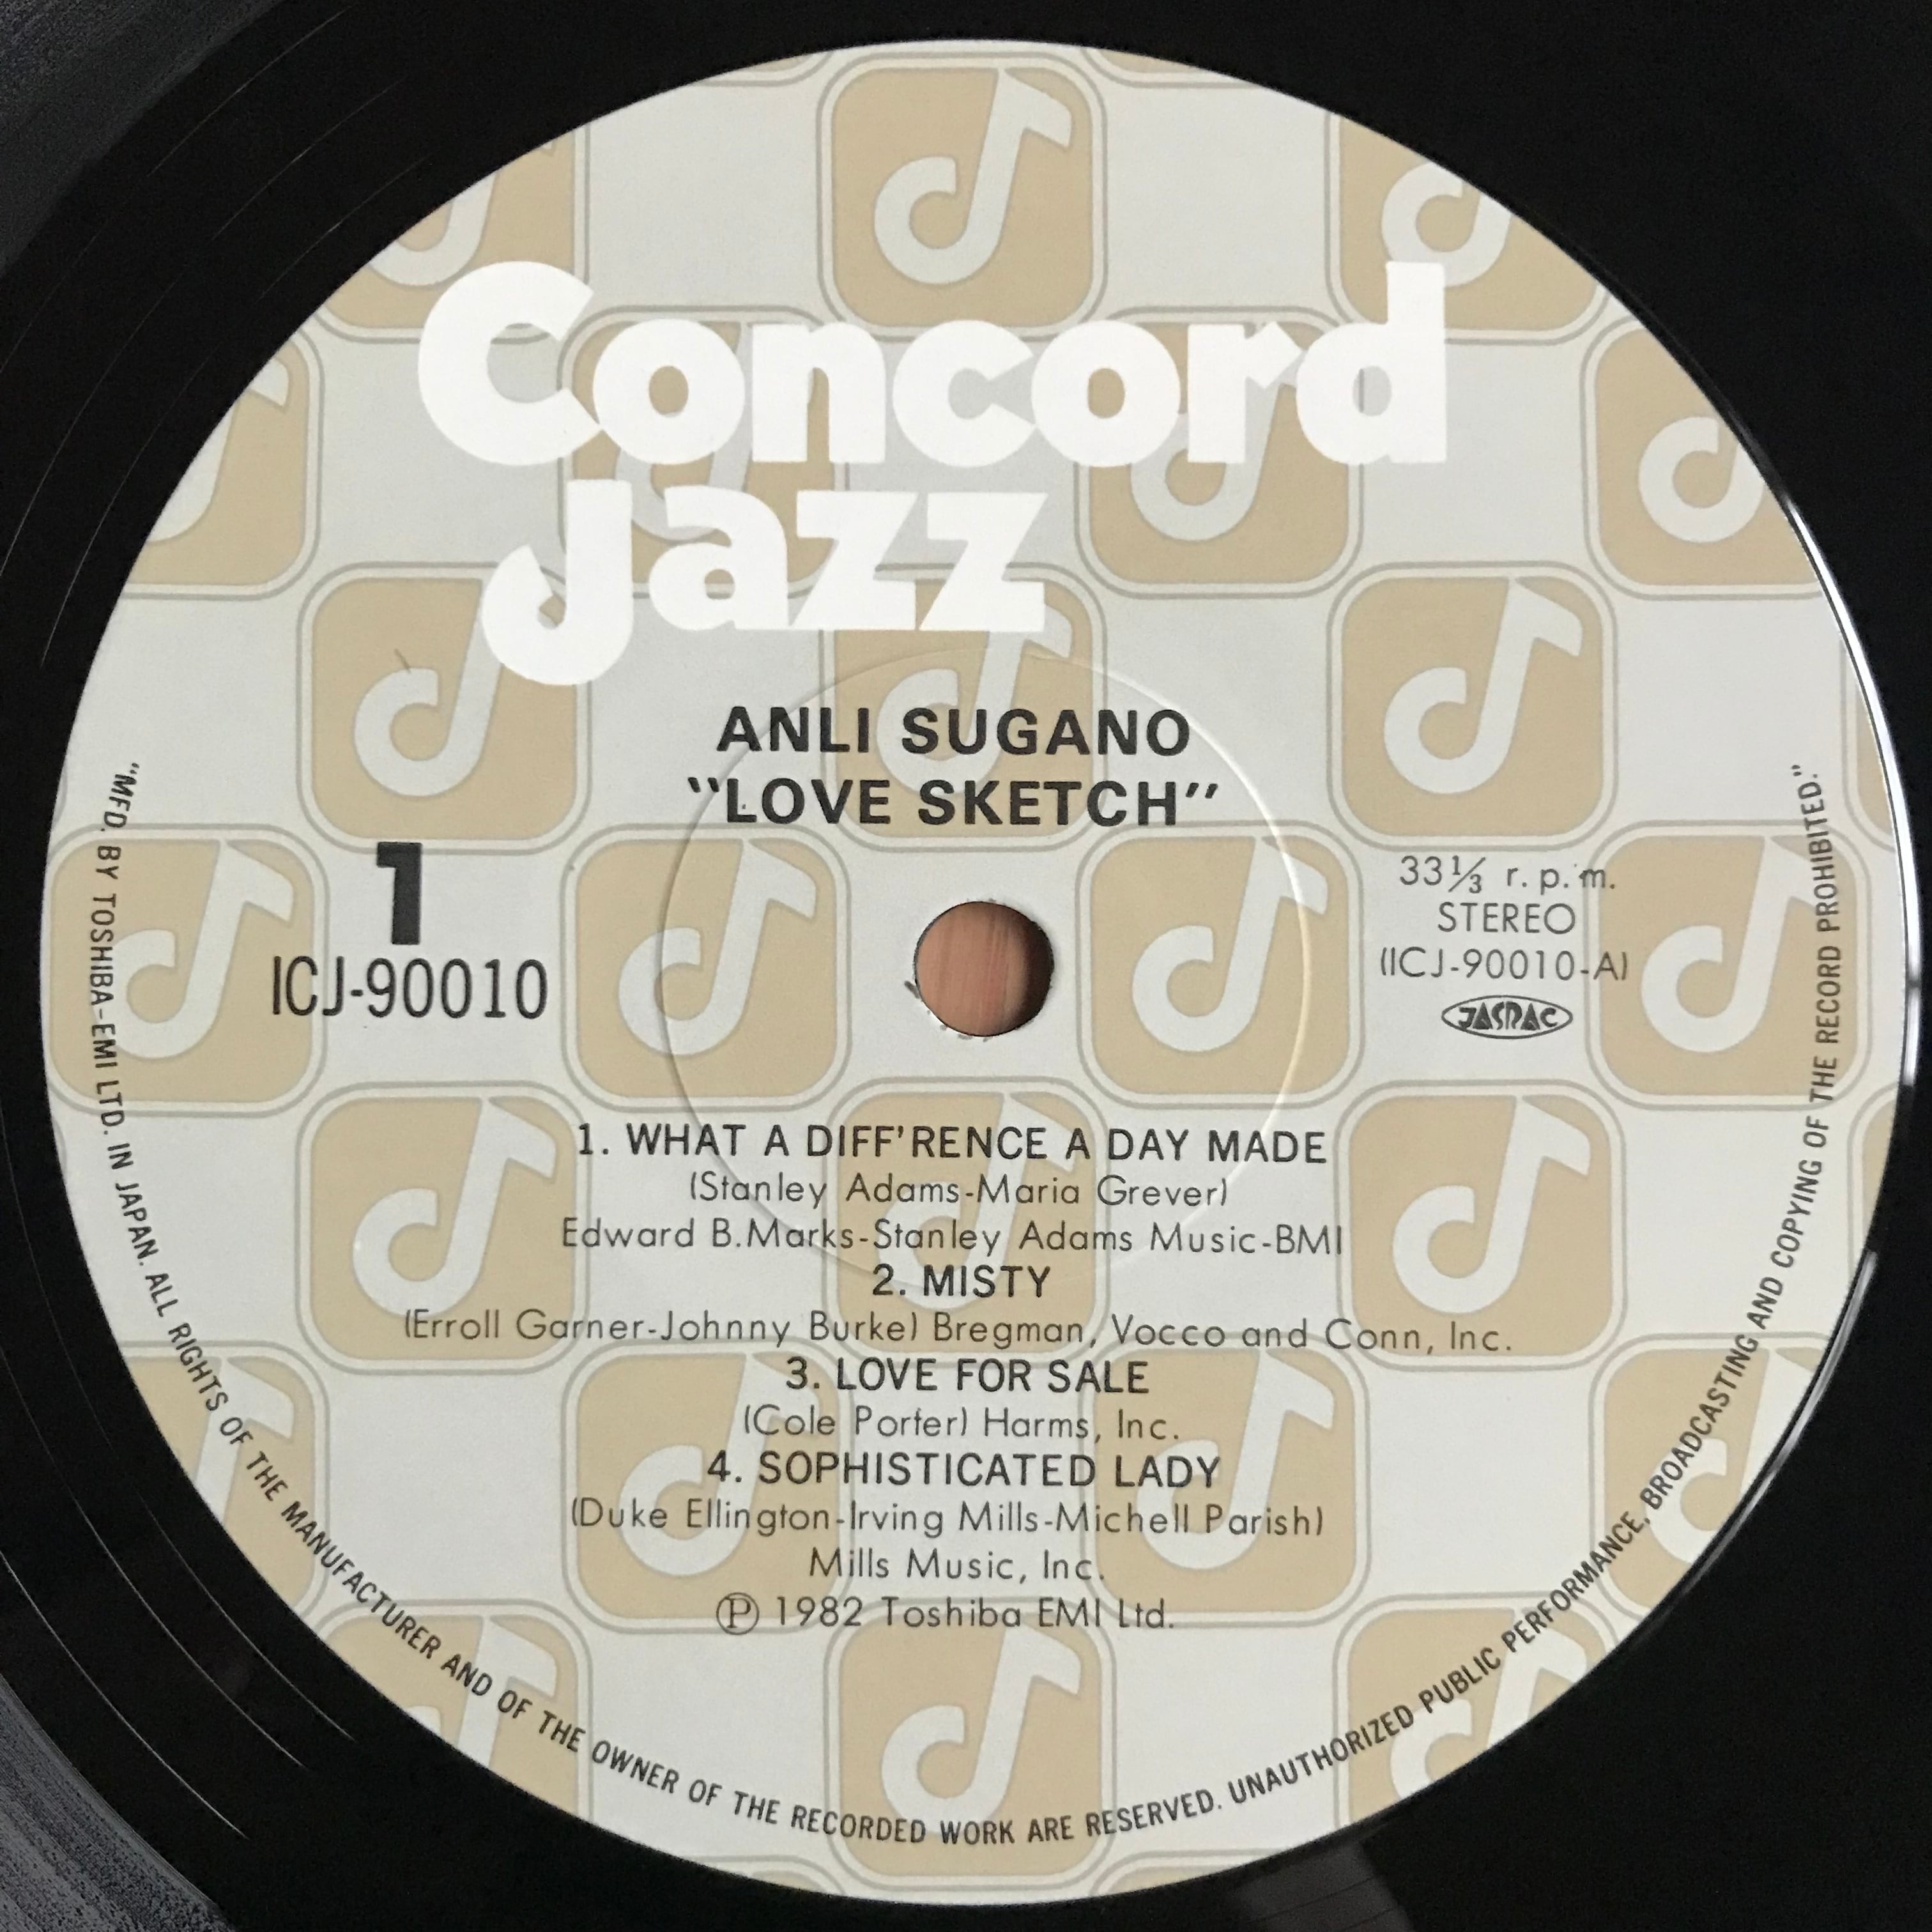 Concord
Jazz
ANLI SUGANO
"LOVE SKETCH"
1
ICJ-90010
33⅓ r.p.m.
STEREO
(ICJ-90010-A)
JASRAC
1. WHAT A DIFF'RENCE A DAY MADE
(Stanley Adams-Maria Grever)
Edward B.Marks-Stanley Adams Music-BMI
2. MISTY
(Erroll Garner-Johnny Burke) Bregman, Vocco and Conn, Inc.
3. LOVE FOR SALE
(Cole Porter) Harms, Inc.
4. SOPHISTICATED LADY
(Duke Ellington-Irving Mills-Michell Parish)
Mills Music, Inc.
Ⓟ 1982 Toshiba EMI Ltd.
"MFD. BY TOSHIBA-EMI LTD. IN JAPAN. ALL RIGHTS OF THE MANUFACTURER AND OF THE OWNER OF THE RECORDED WORK ARE RESERVED. UNAUTHORIZED PUBLIC PERFORMANCE, BROADCASTING AND COPYING OF THE RECORD PROHIBITED."